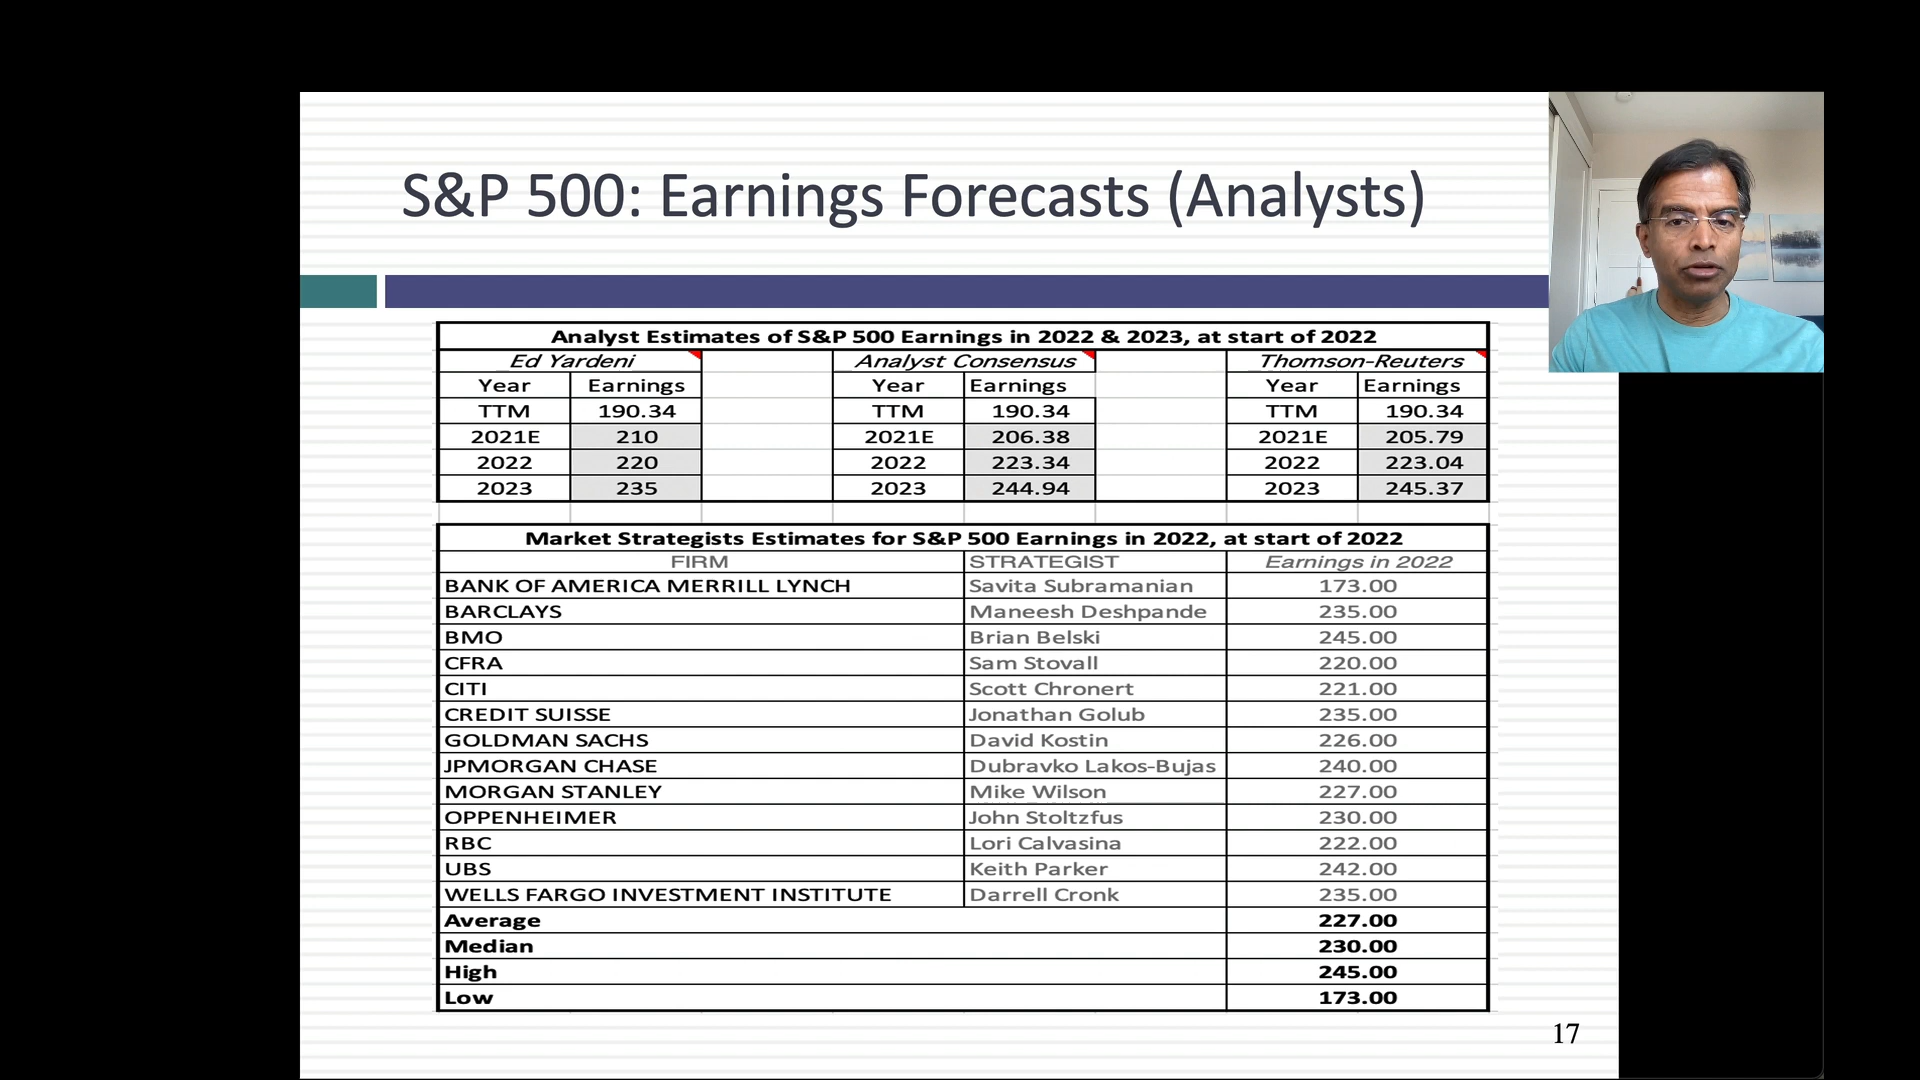 S&P 500: Earnings Forecasts (Analysts)
Analyst Estimates of S&P 500 Earnings in 2022 & 2023, at start of 2022
Ed Yardeni Analyst Consensus Thomson-Reuters
Year Earnings Year Earnings Year Earnings
TTM 190.34 TTM 190.34 TTM 190.34
2021E 210 2021E 206.38 2021E 205.79
2022 220 2022 223.34 2022 223.04
2023 235 2023 244.94 2023 245.37
Market Strategists Estimates for S&P 500 Earnings in 2022, at start of 2022
FIRM STRATEGIST Earnings in 2022
BANK OF AMERICA MERRILL LYNCH Savita Subramanian 173.00
BARCLAYS Maneesh Deshpande 235.00
BMO Brian Belski 245.00
CFRA Sam Stovall 220.00
CITI Scott Chronert 221.00
CREDIT SUISSE Jonathan Golub 235.00
GOLDMAN SACHS David Kostin 226.00
JPMORGAN CHASE Dubravko Lakos-Bujas 240.00
MORGAN STANLEY Mike Wilson 227.00
OPPENHEIMER John Stoltzfus 230.00
RBC Lori Calvasina 222.00
UBS Keith Parker 242.00
WELLS FARGO INVESTMENT INSTITUTE Darrell Cronk 235.00
Average 227.00
Median 230.00
High 245.00
Low 173.00
17